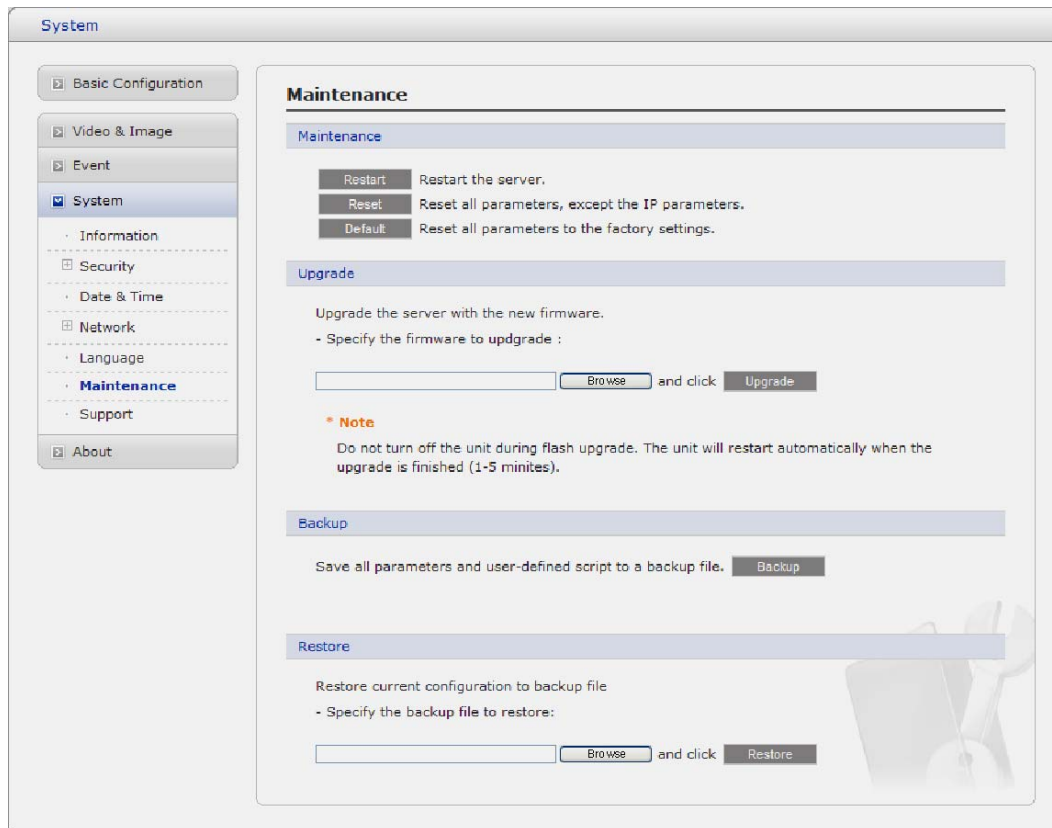 System
Basic Configuration
Video & Image
Event
System
Information
Security
Date & Time
Network
Language
Maintenance
Support
About
Maintenance
Maintenance
Restart Restart the server.
Reset Reset all parameters, except the IP parameters.
Default Reset all parameters to the factory settings.
Upgrade
Upgrade the server with the new firmware.
- Specify the firmware to updgrade :
Browse and click Upgrade
* Note
Do not turn off the unit during flash upgrade. The unit will restart automatically when the
upgrade is finished (1-5 minites).
Backup
Save all parameters and user-defined script to a backup file. Backup
Restore
Restore current configuration to backup file
- Specify the backup file to restore:
Browse and click Restore